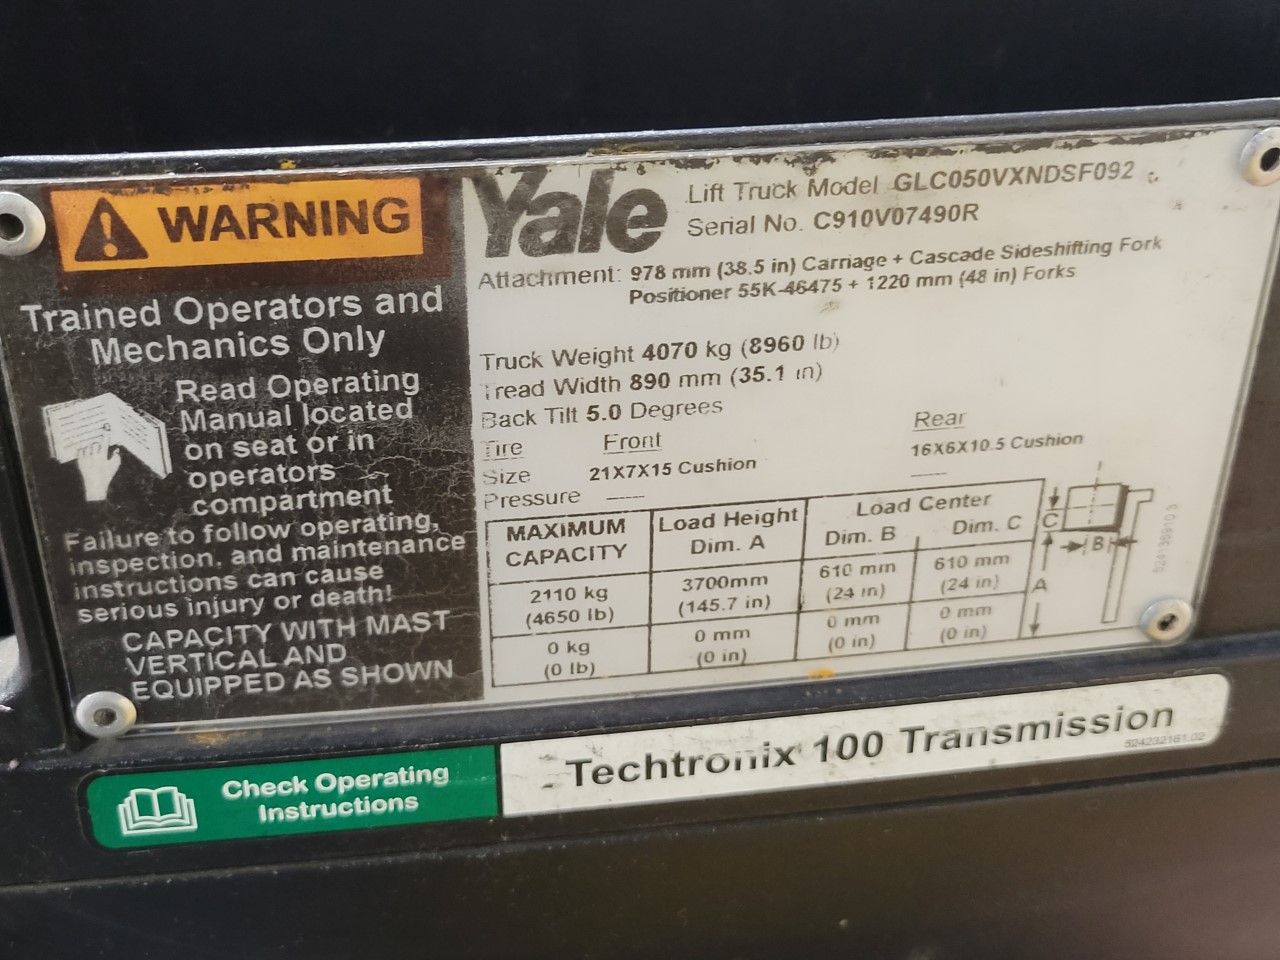 WARNING
Trained Operators and
Mechanics Only
Read Operating
Manual located
on seat or in
operators
compartment
Failure to follow operating,
inspection, and maintenance
instructions can cause
serious injury or death!
CAPACITY WITH MAST
VERTICAL AND
EQUIPPED AS SHOWN
Yale
Lift Truck Model GLC050VXNDSF092
Serial No. C910V07490R
Attachment: 978 mm (38.5 in) Carriage + Cascade Sideshifting Fork
Positioner 55K-46475 + 1220 mm (48 in) Forks
Truck Weight 4070 kg (8960 lb)
Tread Width 890 mm (35.1 in)
Back Tilt 5.0 Degrees
Tire Front Rear
Size 21X7X15 Cushion 16X6X10.5 Cushion
Pressure —— ——
MAXIMUM CAPACITY Load Height Dim. A Load Center Dim. B Dim. C
2110 kg (4650 lb) 3700mm (145.7 in) 610 mm (24 in) 610 mm (24 in)
0 kg (0 lb) 0 mm (0 in) 0 mm (0 in) 0 mm (0 in)
C
B
A
Check Operating
Instructions
Techtronix 100 Transmission
524232161.02